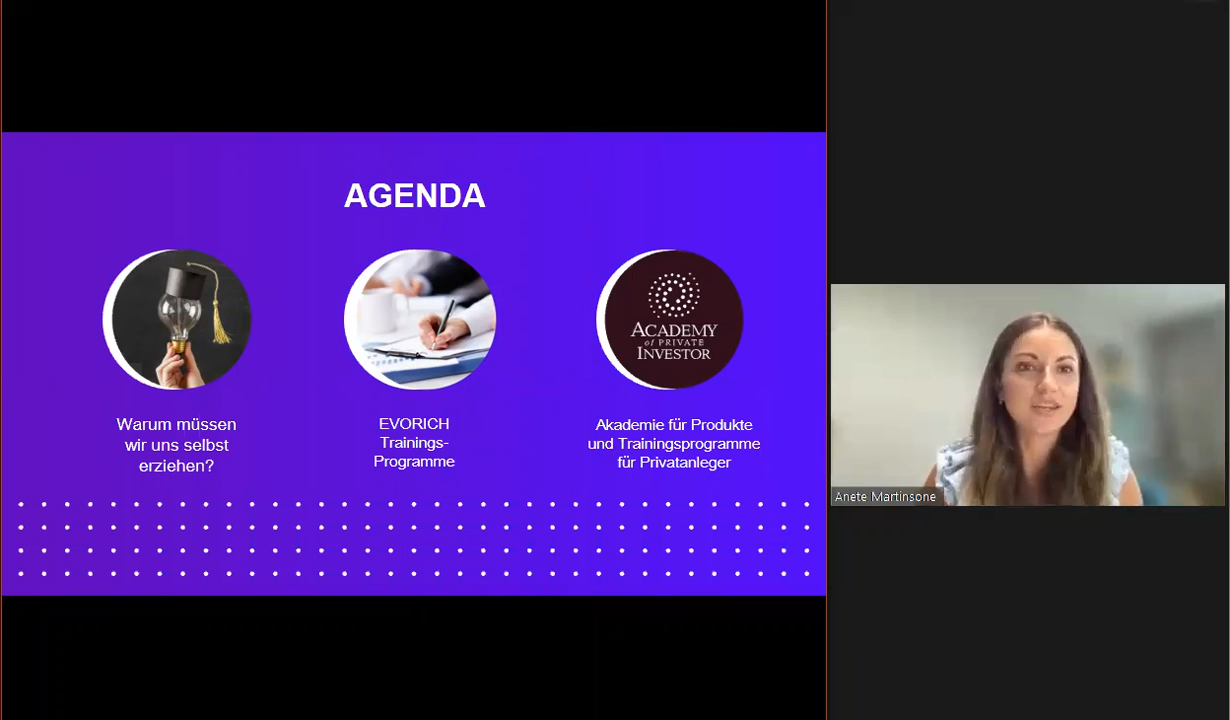 AGENDA
ACADEMY
OF PRIVATE
INVESTOR
Warum müssen
wir uns selbst
erziehen?
EVORICH
Trainings-
Programme
Akademie für Produkte
und Trainingsprogramme
für Privatanleger
Anete Martinsone